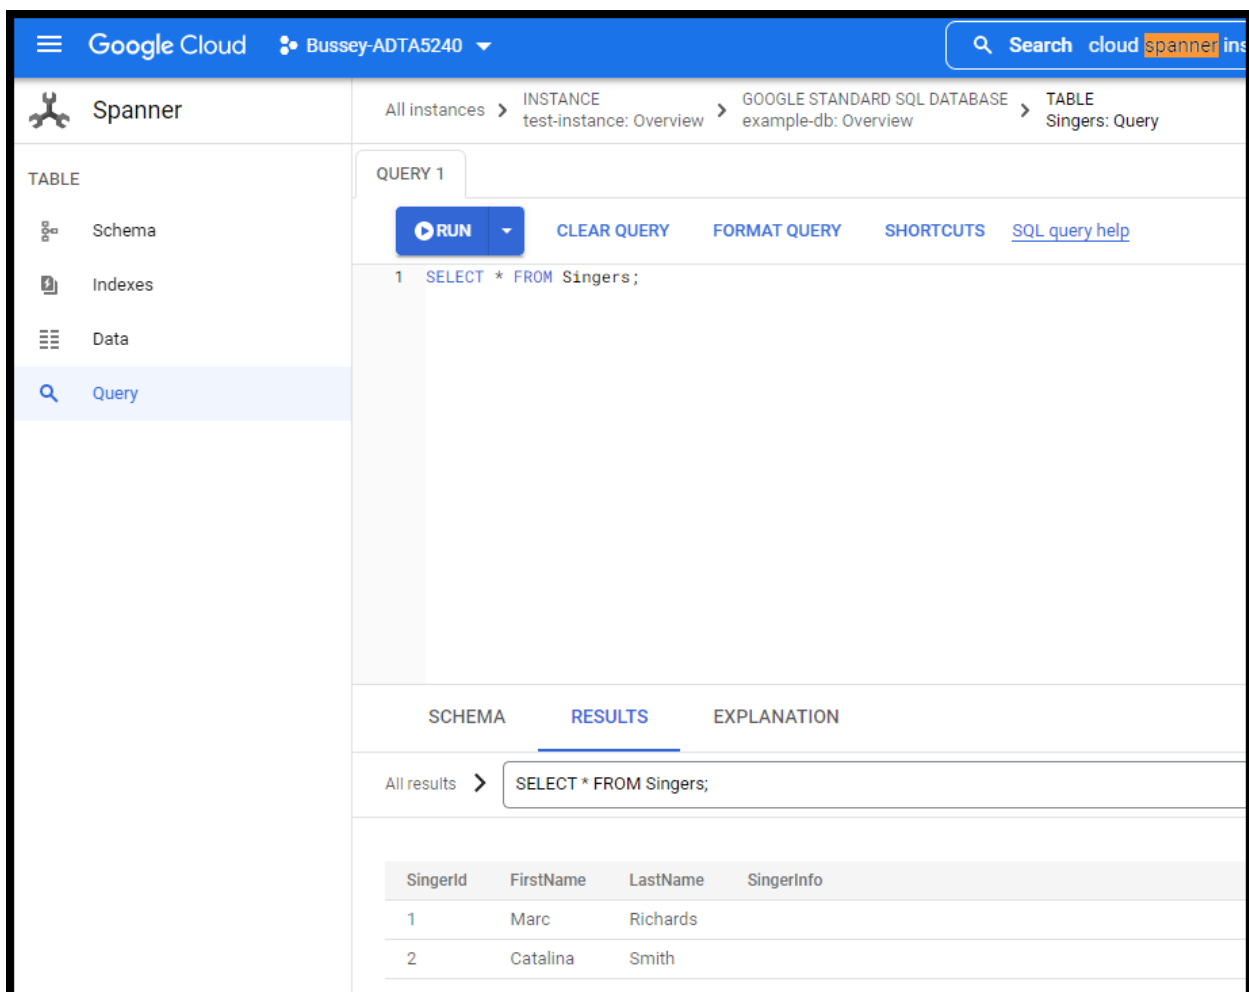 Google Cloud Bussey-ADTA5240 Search cloud spanner ins
Spanner
All instances INSTANCE GOOGLE STANDARD SQL DATABASE TABLE
test-instance: Overview example-db: Overview Singers: Query
TABLE
Schema
Indexes
Data
Query
QUERY 1
RUN CLEAR QUERY FORMAT QUERY SHORTCUTS SQL query help
1 SELECT * FROM Singers;
SCHEMA RESULTS EXPLANATION
All results SELECT * FROM Singers;
SingerId FirstName LastName SingerInfo
1 Marc Richards
2 Catalina Smith